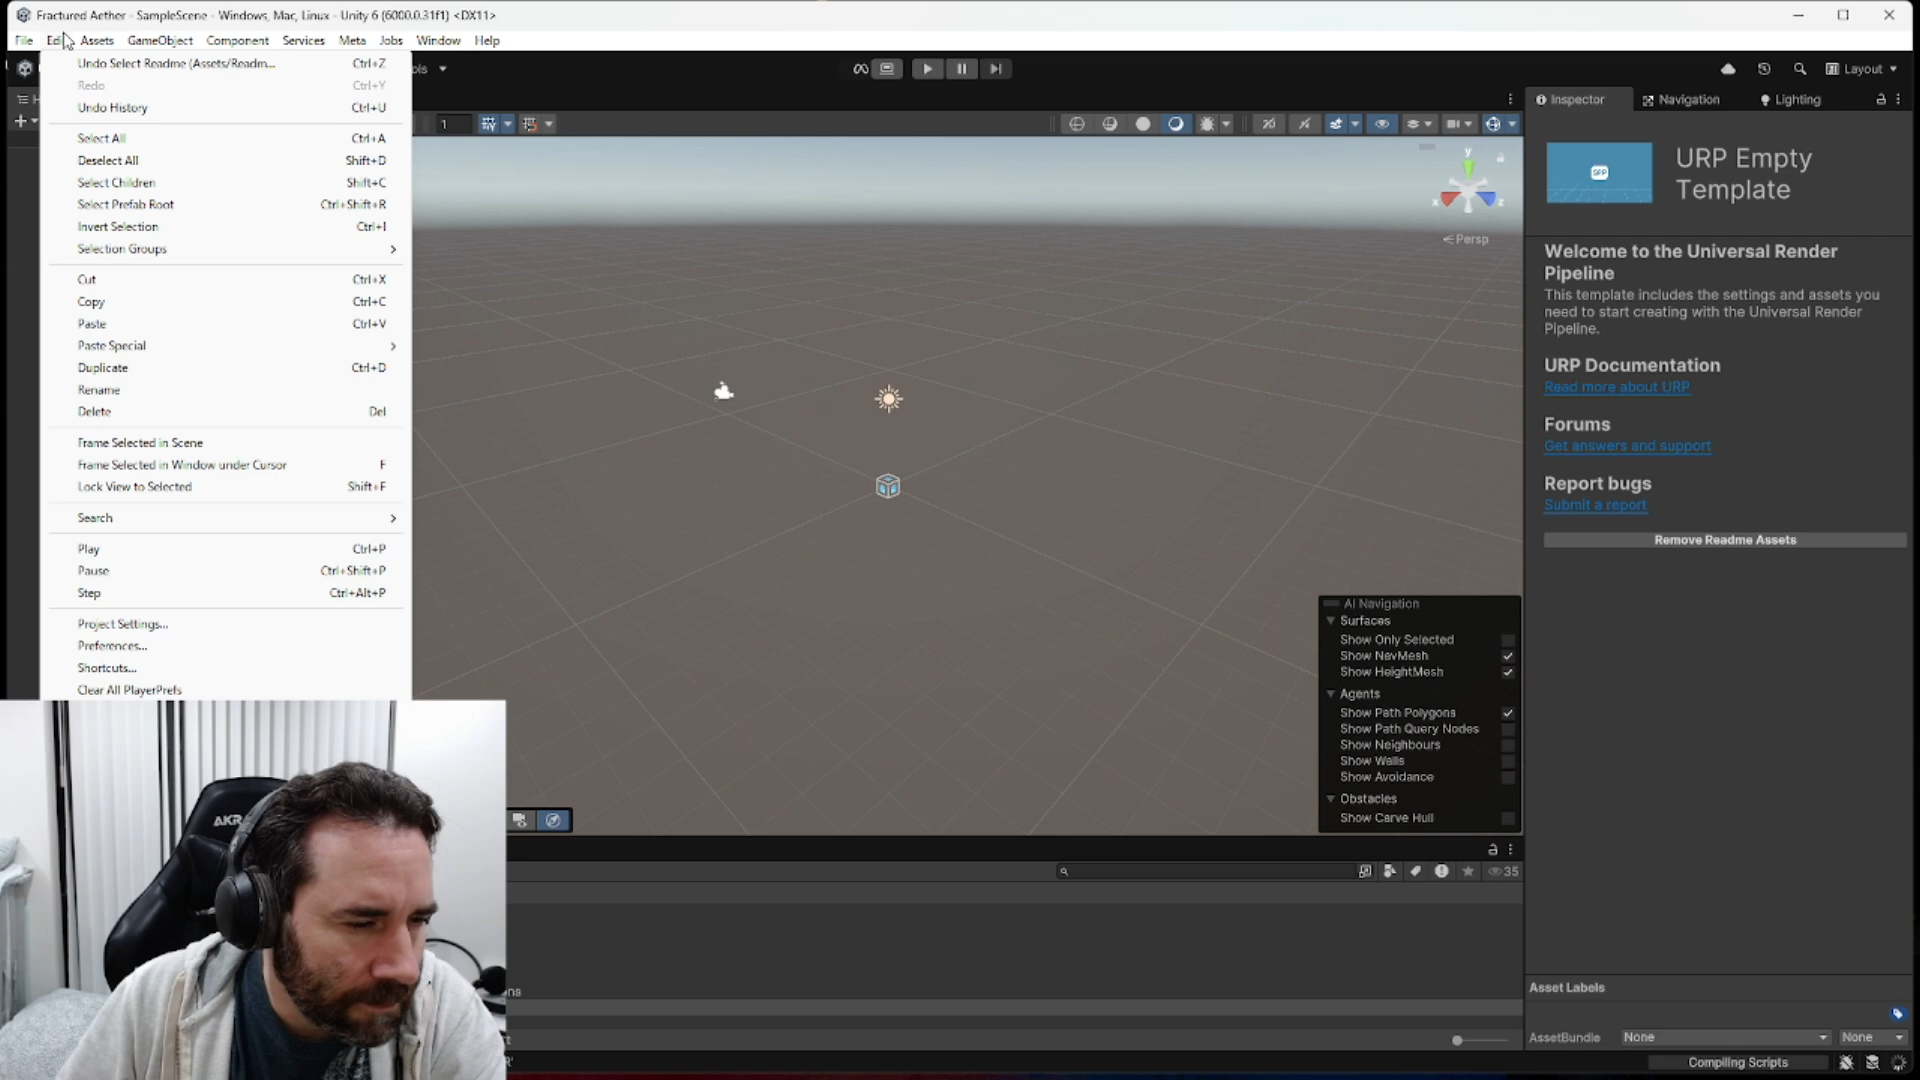 Fractured Aether - SampleScene - Windows, Mac, Linux - Unity 6 (6000.0.31f1) <DX11>
File Edi Assets GameObject Component Services Meta Jobs Window Help
Undo Select Readme (Assets/Readm... Ctrl+Z
Redo Ctrl+Y
Undo History Ctrl+U
Select All Ctrl+A
Deselect All Shift+D
Select Children Shift+C
Select Prefab Root Ctrl+Shift+R
Invert Selection Ctrl+I
Selection Groups
Cut Ctrl+X
Copy Ctrl+C
Paste Ctrl+V
Paste Special
Duplicate Ctrl+D
Rename
Delete Del
Frame Selected in Scene
Frame Selected in Window under Cursor F
Lock View to Selected Shift+F
Search
Play Ctrl+P
Pause Ctrl+Shift+P
Step Ctrl+Alt+P
Project Settings...
Preferences...
Shortcuts...
Clear All PlayerPrefs
Layout
1
y
x
z
Persp
AI Navigation
Surfaces
Show Only Selected
Show NavMesh
Show HeightMesh
Agents
Show Path Polygons
Show Path Query Nodes
Show Neighbours
Show Walls
Show Avoidance
Obstacles
Show Carve Hull
35
Inspector Navigation Lighting
URP Empty
Template
Welcome to the Universal Render
Pipeline
This template includes the settings and assets you
need to start creating with the Universal Render
Pipeline.
URP Documentation
Read more about URP
Forums
Get answers and support
Report bugs
Submit a report
Remove Readme Assets
Asset Labels
AssetBundle None None
Compiling Scripts
AKR